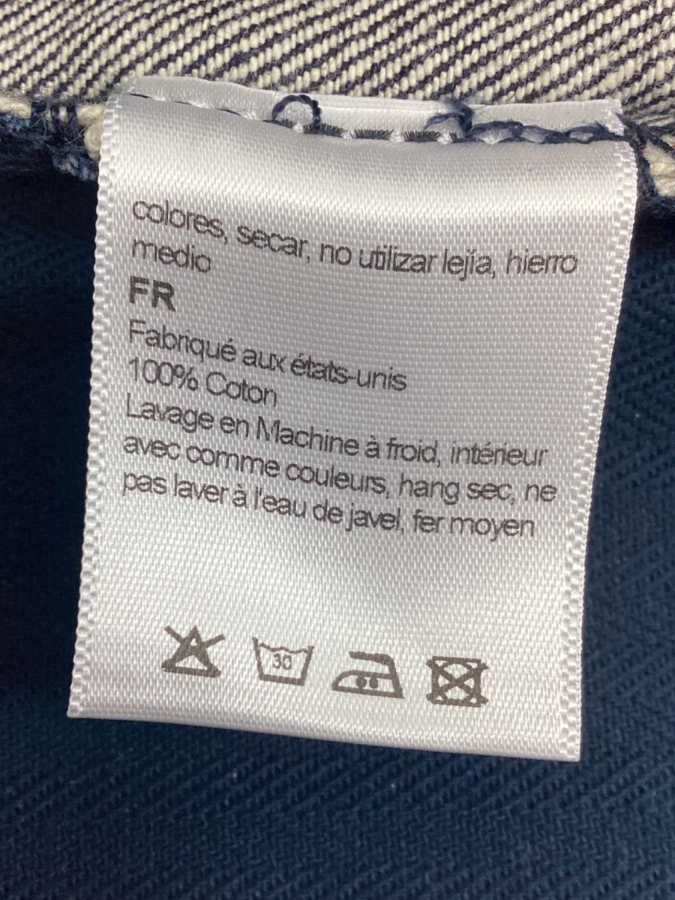 colores, secar, no utilizar lejía, hierro
medio
FR
Fabriqué aux états-unis
100% Coton
Lavage en Machine à froid, intérieur
avec comme couleurs, hang sec, ne
pas laver à l'eau de javel, fer moyen
30